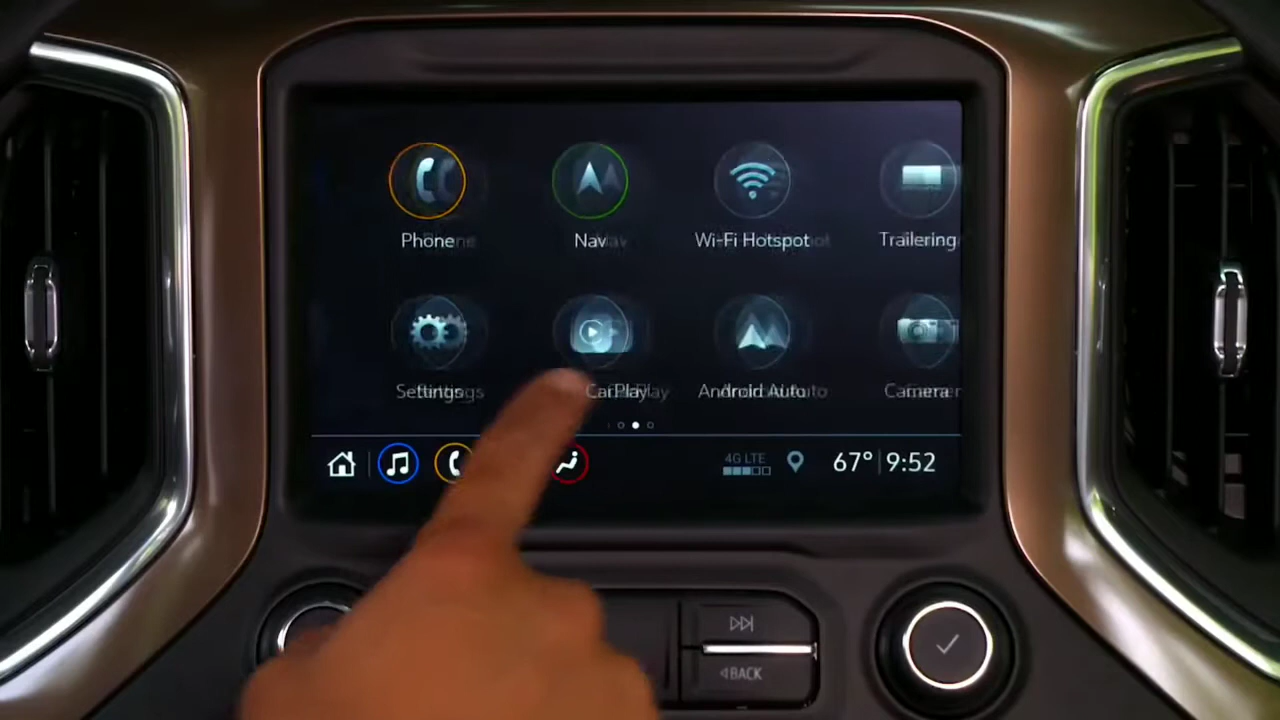 Phone Nav Wi-Fi Hotspot Trailering
Settings CarPlay Android Auto Camera
4G LTE 67° 9:52
BACK